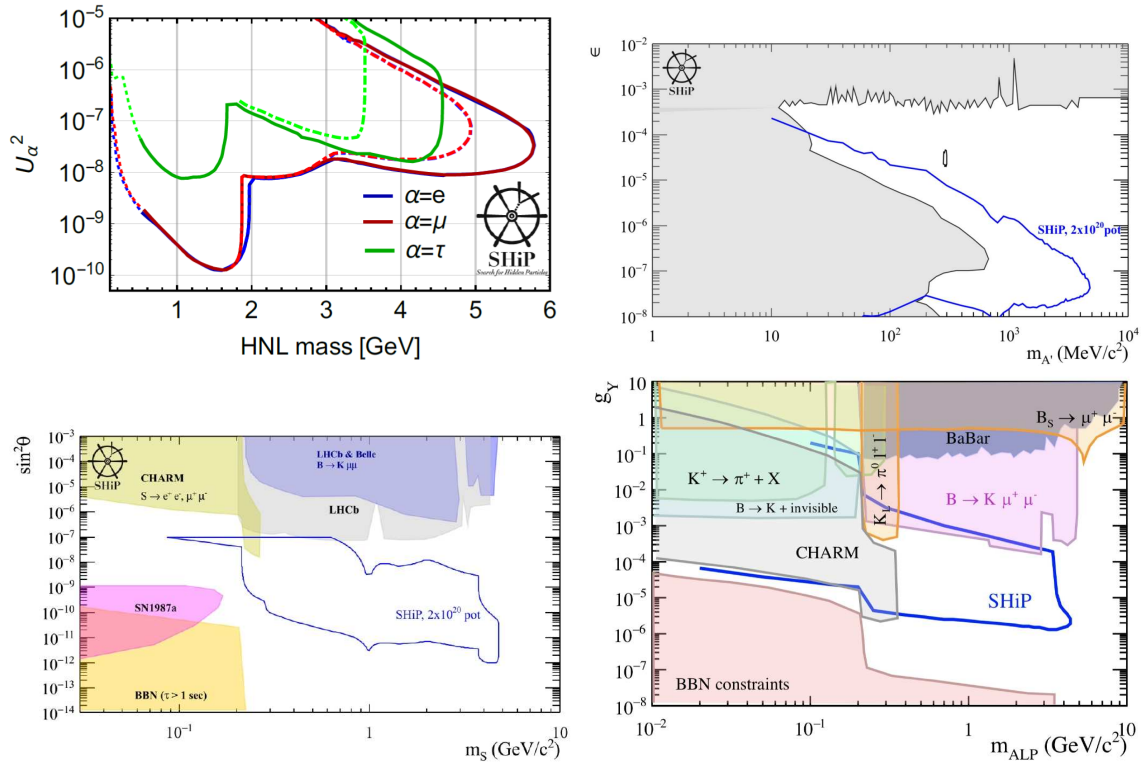 10⁻⁵
10⁻⁶
10⁻⁷
10⁻⁸
10⁻⁹
10⁻¹⁰
U_α²
α=e
α=μ
α=τ
SHiP
Search for Hidden Particles
1 2 3 4 5 6
HNL mass [GeV]
ϵ
10⁻²
10⁻³
10⁻⁴
10⁻⁵
10⁻⁶
10⁻⁷
10⁻⁸
SHiP
SHiP, 2x10²⁰pot
1 10 10² 10³ 10⁴
m_A' (MeV/c²)
sin²θ
10⁻³
10⁻⁴
10⁻⁵
10⁻⁶
10⁻⁷
10⁻⁸
10⁻⁹
10⁻¹⁰
10⁻¹¹
10⁻¹²
10⁻¹³
10⁻¹⁴
SHiP
CHARM
S → e⁺ e⁻, μ⁺ μ⁻
LHCb & Belle
B → K μμ
LHCb
SN1987a
SHiP, 2x10²⁰ pot
BBN (τ > 1 sec)
10⁻¹ 1 10
m_S (GeV/c²)
g_Y
10
1
10⁻¹
10⁻²
10⁻³
10⁻⁴
10⁻⁵
10⁻⁶
10⁻⁷
10⁻⁸
B_S → μ⁺ μ⁻
BaBar
K⁺ → π⁺ + X
B → K + invisible
K_L → π⁰ l⁺ l⁻
B → K μ⁺ μ⁻
CHARM
SHiP
BBN constraints
10⁻² 10⁻¹ 1 10
m_ALP (GeV/c²)